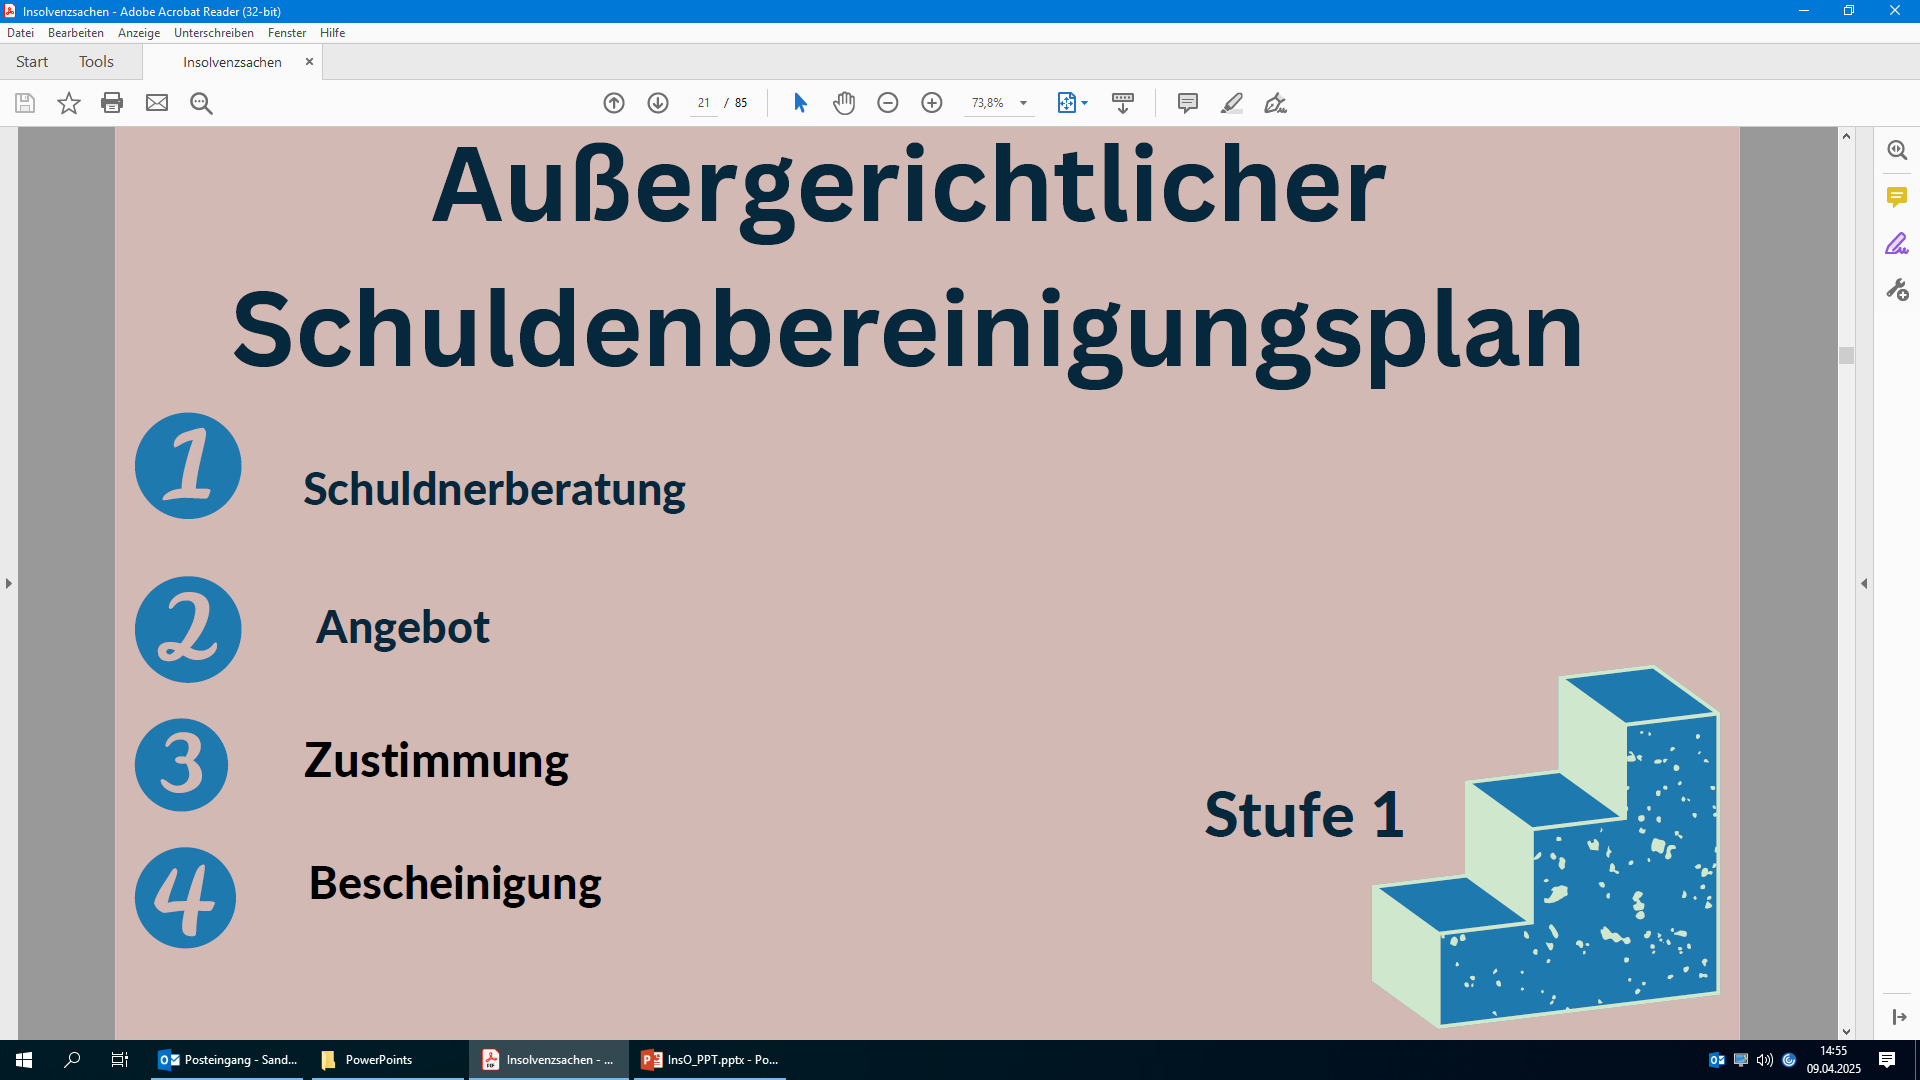 Insolvenzsachen - Adobe Acrobat Reader (32-bit)
Datei Bearbeiten Anzeige Unterschreiben Fenster Hilfe
Start Tools Insolvenzsachen
21 / 85 73,8%
Außergerichtlicher
Schuldenbereinigungsplan
1 Schuldnerberatung
2 Angebot
3 Zustimmung
Stufe 1
4 Bescheinigung
Posteingang - Sand... PowerPoints Insolvenzsachen - ... InsO_PPT.pptx - Po...
14:55
09.04.2025